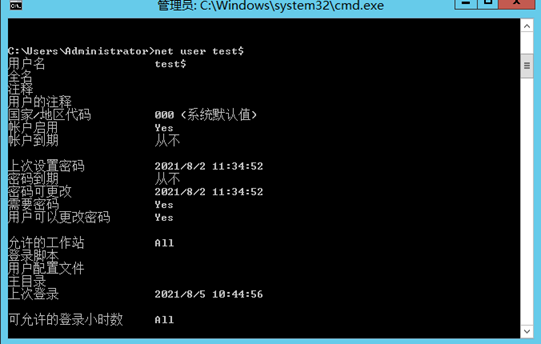 管理员: C:\Windows\system32\cmd.exe
C:\Users\Administrator>net user test$
用户名 test$
全名
注释
用户的注释
国家/地区代码 000 (系统默认值)
帐户启用 Yes
帐户到期 从不
上次设置密码 2021/8/2 11:34:52
密码到期 从不
密码可更改 2021/8/2 11:34:52
需要密码 Yes
用户可以更改密码 Yes
允许的工作站 All
登录脚本
用户配置文件
主目录
上次登录 2021/8/5 10:44:56
可允许的登录小时数 All